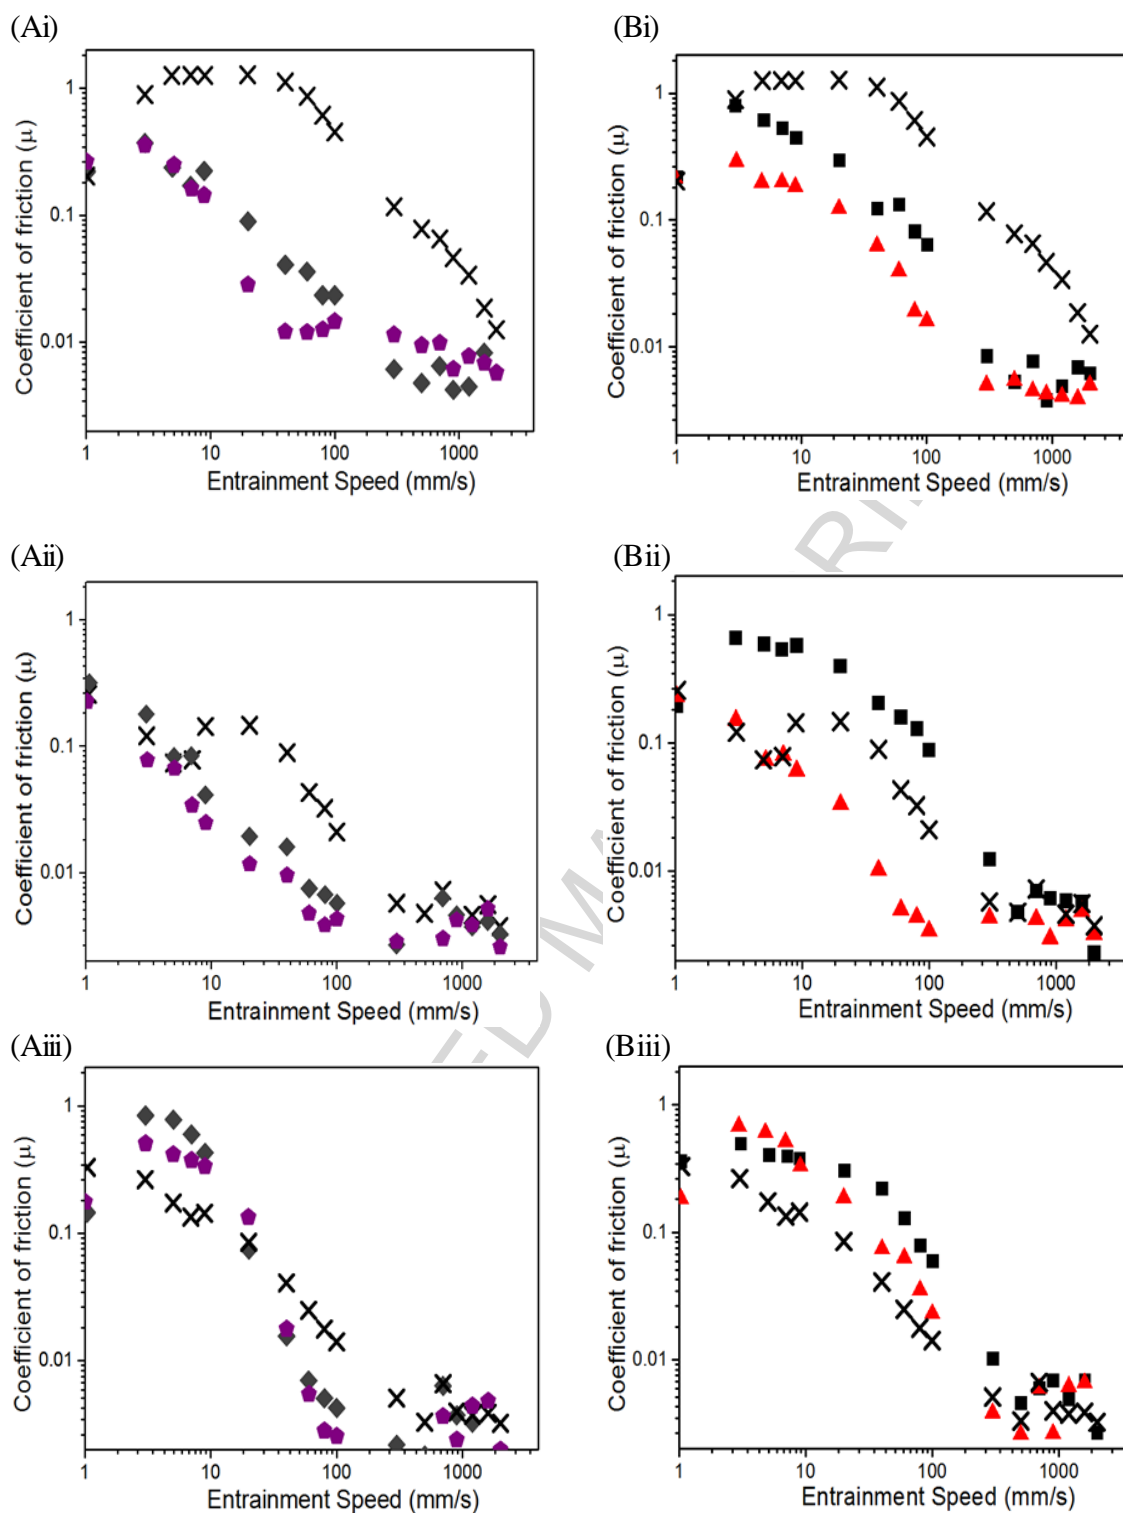 (Ai)
Coefficient of friction (μ)
1
0.1
0.01
1
10
100
1000
Entrainment Speed (mm/s)
(Bi)
Coefficient of friction (μ)
1
0.1
0.01
1
10
100
1000
Entrainment Speed (mm/s)
(Aii)
Coefficient of friction (μ)
1
0.1
0.01
1
10
100
1000
Entrainment Speed (mm/s)
(Bii)
Coefficient of friction (μ)
1
0.1
0.01
1
10
100
1000
Entrainment Speed (mm/s)
(Aiii)
Coefficient of friction (μ)
1
0.1
0.01
1
10
100
1000
Entrainment Speed (mm/s)
(Biii)
Coefficient of friction (μ)
1
0.1
0.01
1
10
100
1000
Entrainment Speed (mm/s)